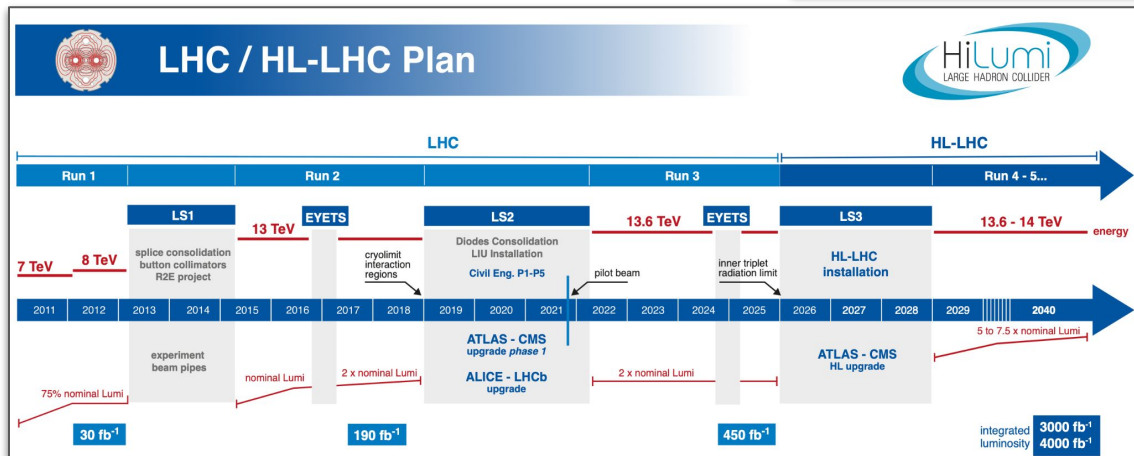 LHC / HL-LHC Plan
HiLumi
LARGE HADRON COLLIDER
LHC
HL-LHC
Run 1
Run 2
Run 3
Run 4 - 5...
LS1
EYETS
LS2
EYETS
LS3
7 TeV
8 TeV
splice consolidation
button collimators
R2E project
13 TeV
cryolimit
interaction
regions
Diodes Consolidation
LIU Installation
Civil Eng. P1-P5
pilot beam
13.6 TeV
inner triplet
radiation limit
HL-LHC
installation
13.6 - 14 TeV
energy
2011 2012 2013 2014 2015 2016 2017 2018 2019 2020 2021 2022 2023 2024 2025 2026 2027 2028 2029 2040
75% nominal Lumi
experiment
beam pipes
nominal Lumi
2 x nominal Lumi
ATLAS - CMS
upgrade phase 1
ALICE - LHCb
upgrade
2 x nominal Lumi
ATLAS - CMS
HL upgrade
5 to 7.5 x nominal Lumi
30 fb⁻¹
190 fb⁻¹
450 fb⁻¹
integrated
luminosity
3000 fb⁻¹
4000 fb⁻¹